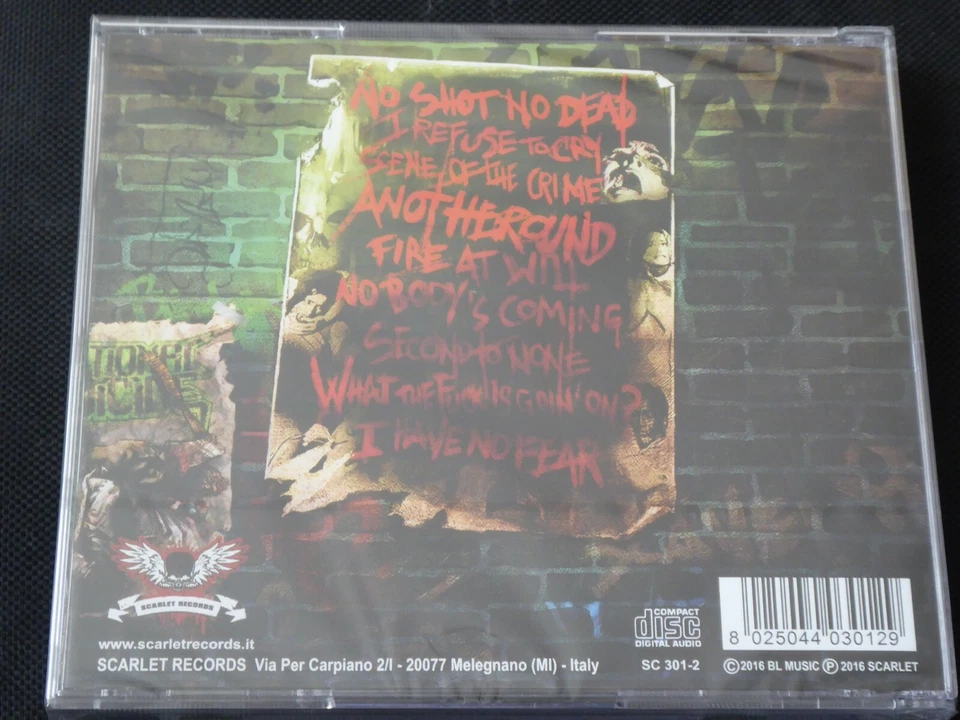 NO SHOT NO DEAD
I REFUSE TO CRY
SCENE OF THE CRIME
ANOTHEROUND
FIRE AT WILL
NOBODY'S COMING
SECOND TO NONE
WHAT THE FUCK IS GOIN' ON?
I HAVE NO FEAR
SCARLET RECORDS
www.scarletrecords.it
SCARLET RECORDS Via Per Carpiano 2/I - 20077 Melegnano (MI) - Italy
COMPACT
disc
DIGITAL AUDIO
SC 301-2
8 025044 030129
©2016 BL MUSIC ℗2016 SCARLET